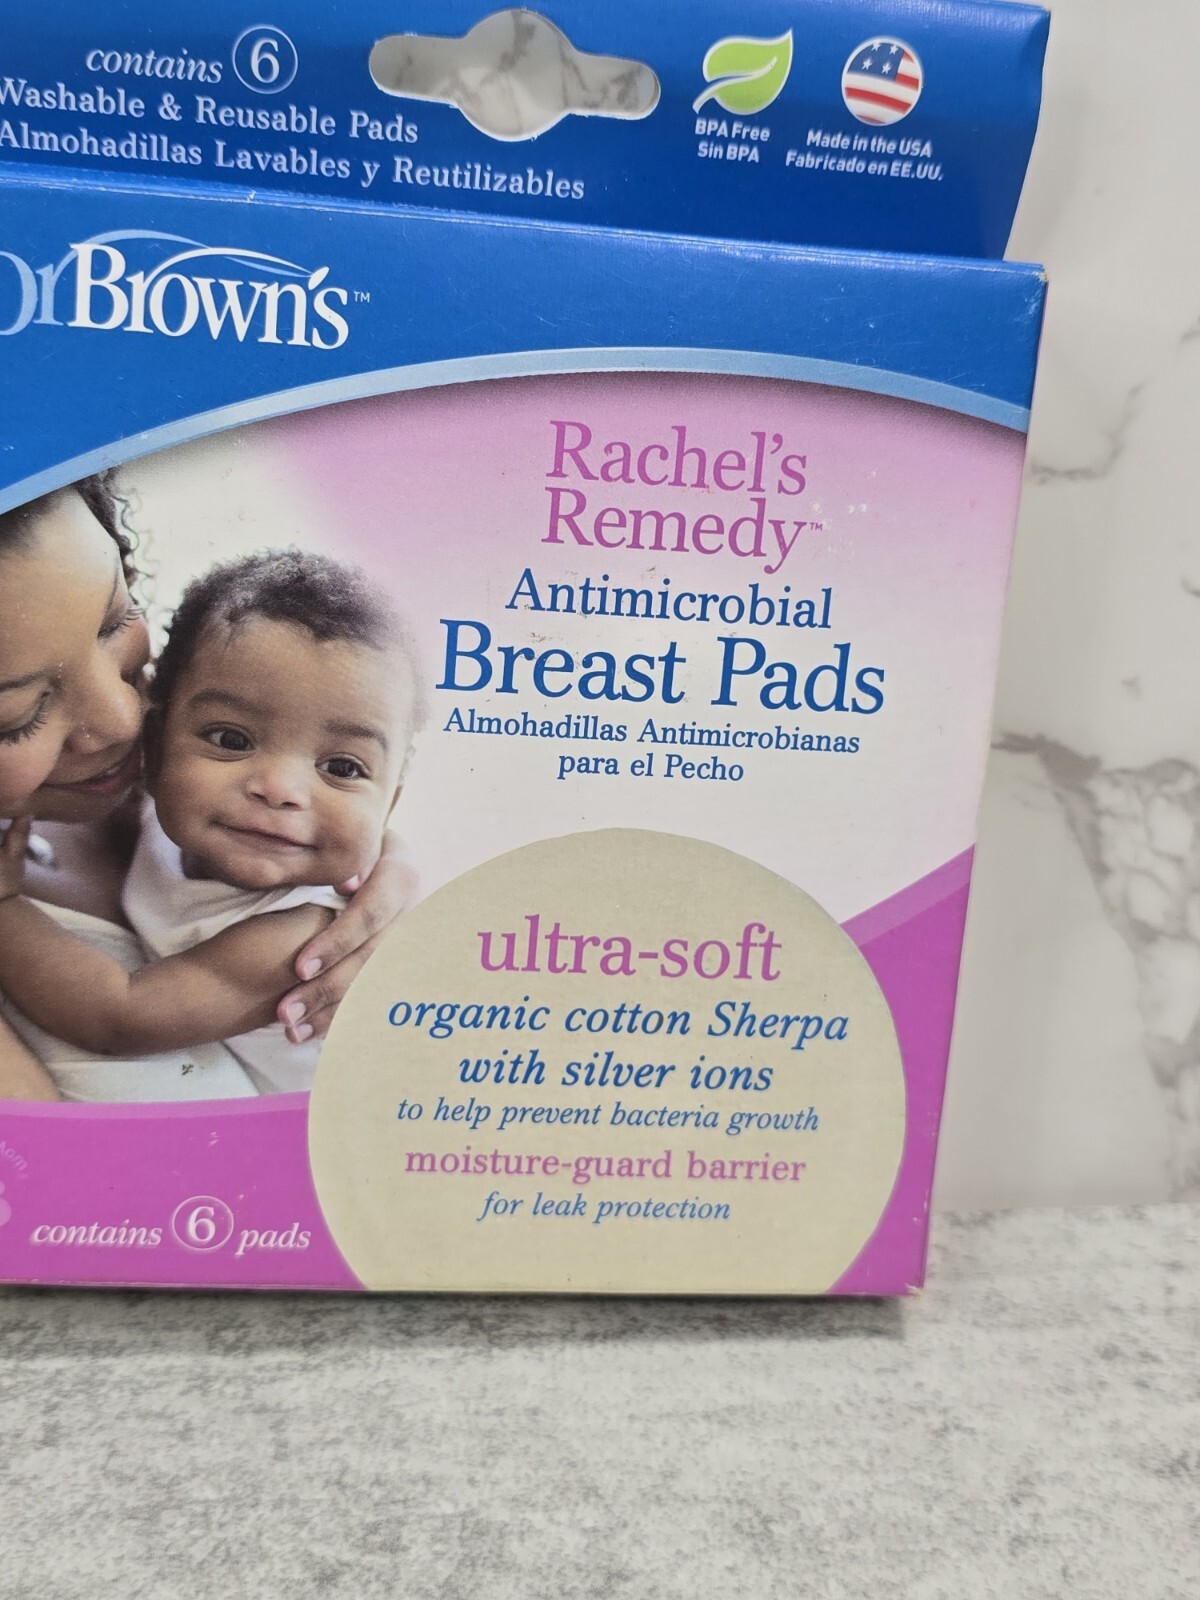 contains 6
Washable & Reusable Pads
Almohadillas Lavables y Reutilizables
BPA Free
Sin BPA
Made in the USA
Fabricado en EE.UU.
DrBrown's™
Rachel's
Remedy™
Antimicrobial
Breast Pads
Almohadillas Antimicrobianas
para el Pecho
ultra-soft
organic cotton Sherpa
with silver ions
to help prevent bacteria growth
moisture-guard barrier
for leak protection
contains 6 pads